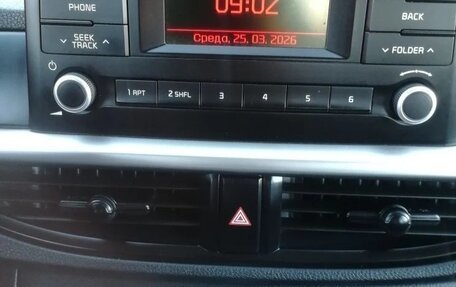 09:02
PHONE
BACK
Среда, 25. 03. 2026
SEEK
TRACK
FOLDER
1 RPT 2 SHFL 3 4 5 6